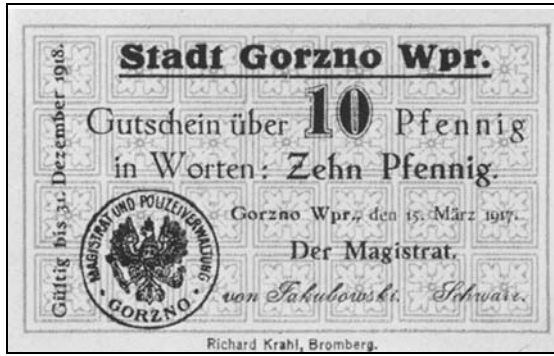 Gültig bis 31. Dezember 1918.
Stadt Gorzno Wpr.
Gutschein über 10 Pfennig
in Worten: Zehn Pfennig.
Gorzno Wpr., den 15. März 1917.
Der Magistrat.
von Jakubowski. Schwarz.
MAGISTRAT UND POLIZEIVERWALTUNG
· GORZNO ·
Richard Krahl, Bromberg.